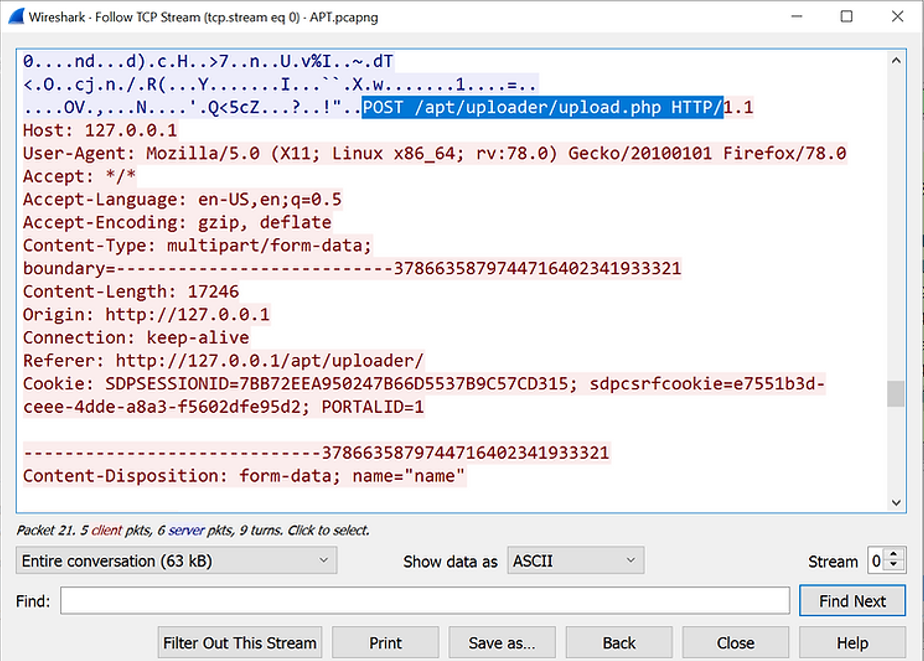 Wireshark · Follow TCP Stream (tcp.stream eq 0) · APT.pcapng
0....nd...d).c.H..>7..n..U.v%I..~.dT
<.O..cj.n./.R(...Y.......I...``.X.w.......1....=..
....OV.,...N....'.Q<5cZ...?..!"..POST /apt/uploader/upload.php HTTP/1.1
Host: 127.0.0.1
User-Agent: Mozilla/5.0 (X11; Linux x86_64; rv:78.0) Gecko/20100101 Firefox/78.0
Accept: */*
Accept-Language: en-US,en;q=0.5
Accept-Encoding: gzip, deflate
Content-Type: multipart/form-data;
boundary=---------------------------37866358797447164023419​33321
Content-Length: 17246
Origin: http://127.0.0.1
Connection: keep-alive
Referer: http://127.0.0.1/apt/uploader/
Cookie: SDPSESSIONID=7BB72EEA950247B66D5537B9C57CD315; sdpcsrfcookie=e7551b3d-
ceee-4dde-a8a3-f5602dfe95d2; PORTALID=1
-----------------------------3786635879744716402341933321
Content-Disposition: form-data; name="name"
Packet 21. 5 client pkts, 6 server pkts, 9 turns. Click to select.
Entire conversation (63 kB) Show data as ASCII Stream 0
Find: Find Next
Filter Out This Stream Print Save as... Back Close Help